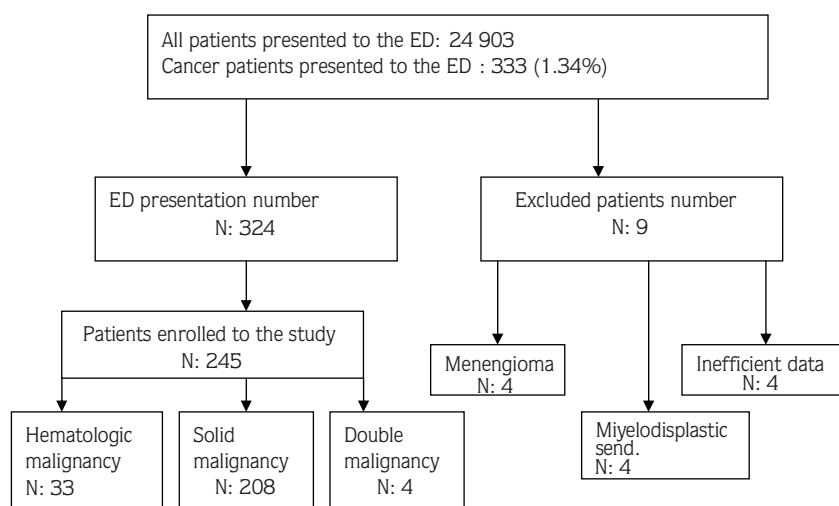 All patients presented to the ED: 24 903
Cancer patients presented to the ED : 333 (1.34%)
ED presentation number
N: 324
Excluded patients number
N: 9
Patients enrolled to the study
N: 245
Menengioma
N: 4
Inefficient data
N: 4
Miyelodisplastic
send.
N: 4
Hematologic
malignancy
N: 33
Solid
malignancy
N: 208
Double
malignancy
N: 4